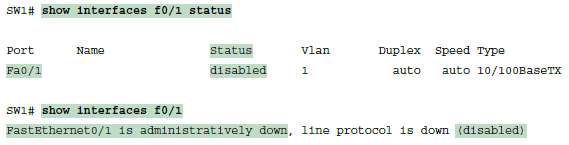 SW1# show interfaces f0/1 status
Port Name Status Vlan Duplex Speed Type
Fa0/1 disabled 1 auto auto 10/100BaseTX
SW1# show interfaces f0/1
FastEthernet0/1 is administratively down, line protocol is down (disabled)